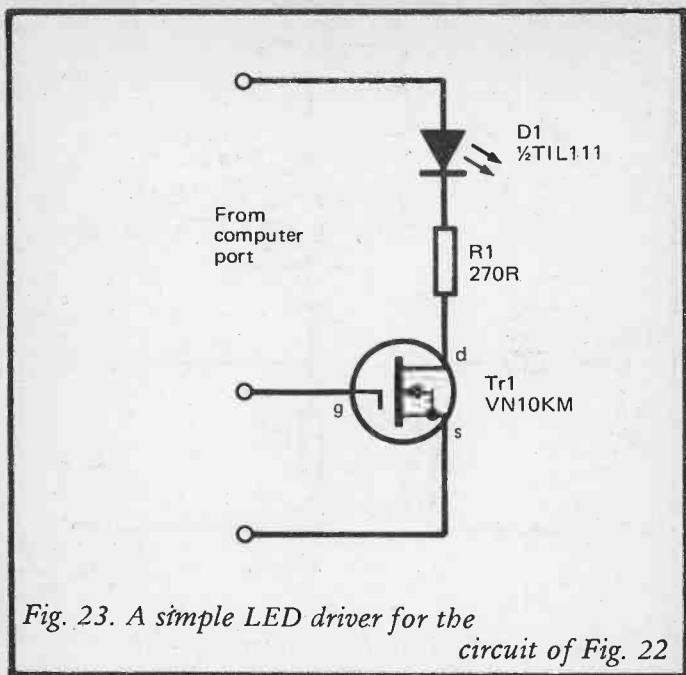 D1
½TIL111
From
computer
port
R1
270R
d
Tr1
VN10KM
g
s
Fig. 23. A simple LED driver for the
circuit of Fig. 22